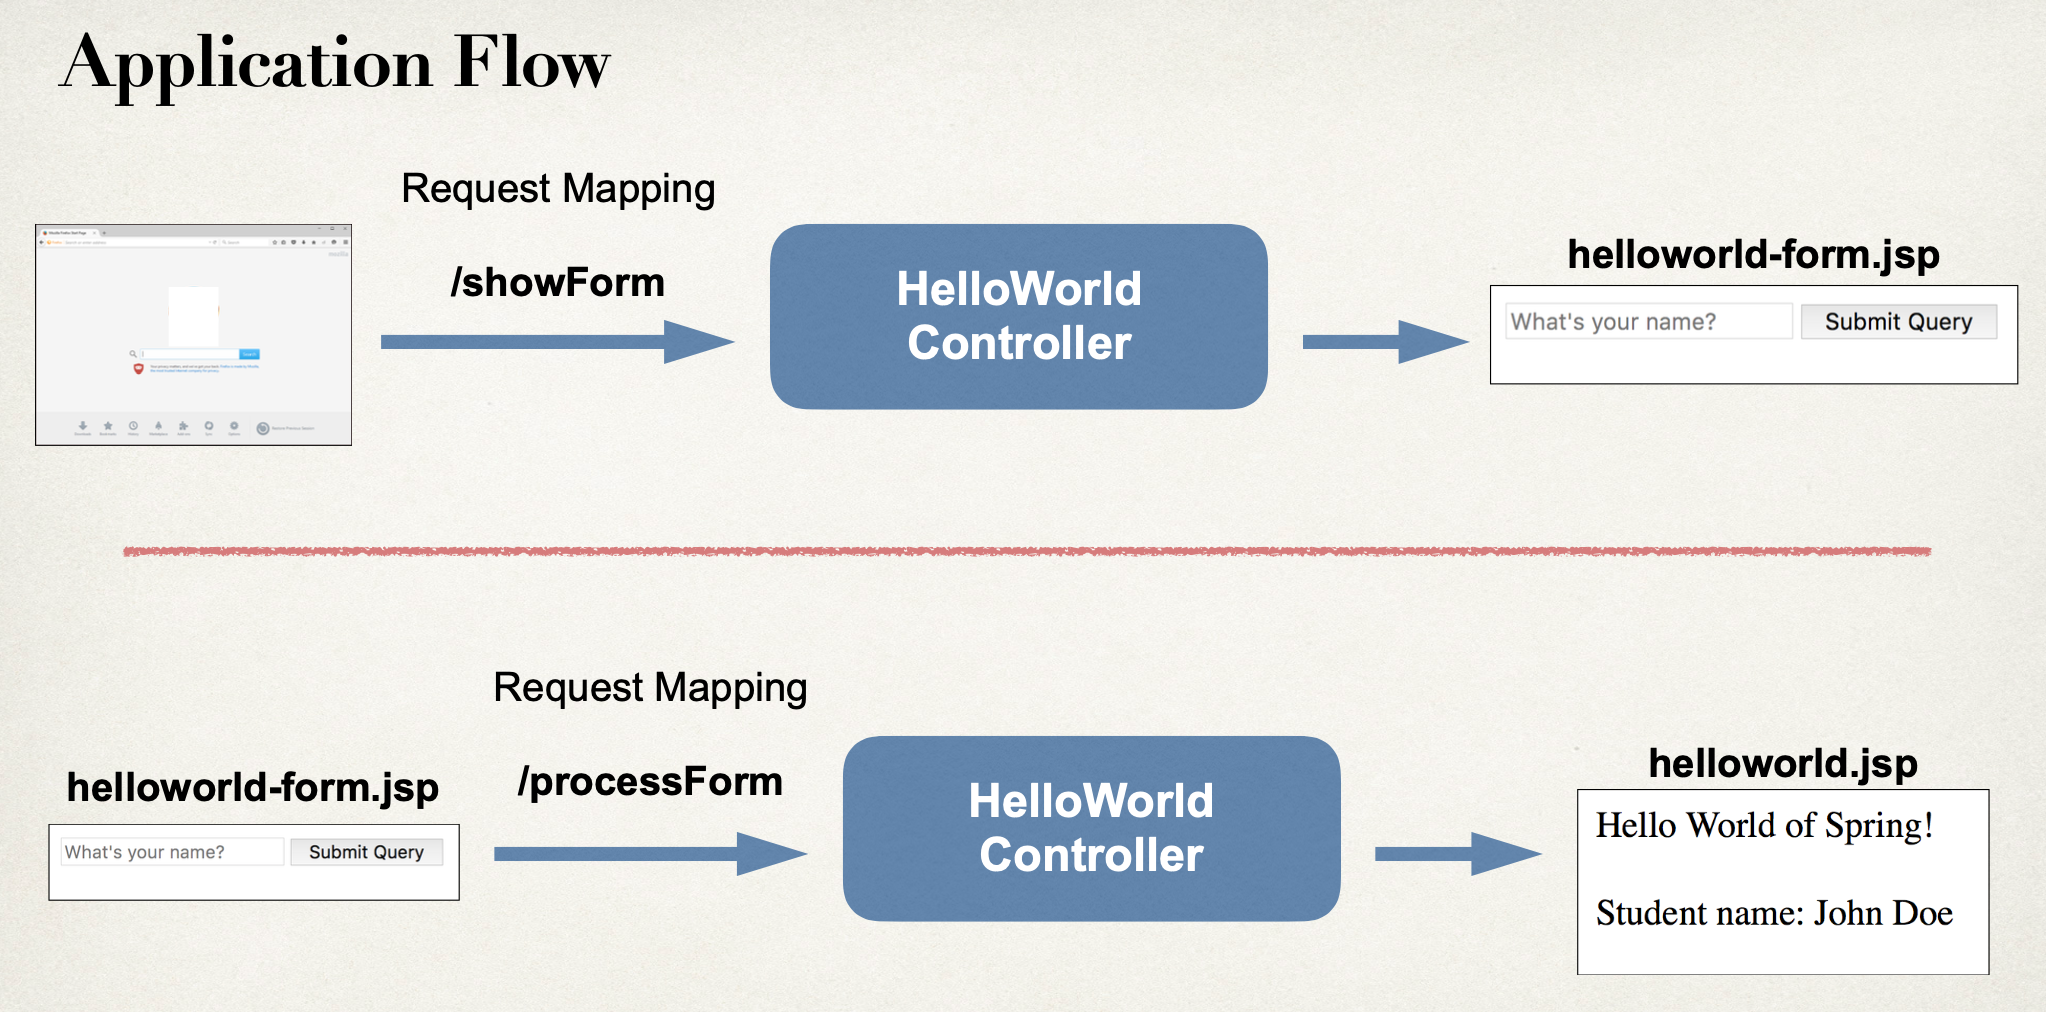 Application Flow
Request Mapping
/showForm
HelloWorld
Controller
helloworld-form.jsp
What's your name?
Submit Query
Request Mapping
/processForm
helloworld-form.jsp
What's your name?
Submit Query
HelloWorld
Controller
helloworld.jsp
Hello World of Spring!
Student name: John Doe